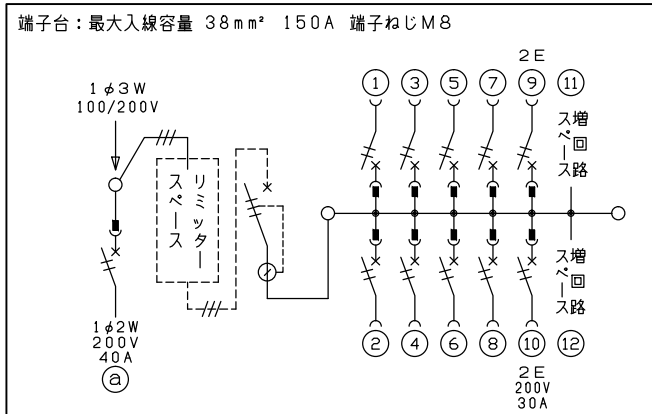 端子台:最大入線容量 38mm² 150A 端子ねじM8
1φ3W
100/200V
リミッター
スペース
1φ2W
200V
40A
a
2E
1 3 5 7 9 11
増回路
スペース
増回路
スペース
2 4 6 8 10 12
2E
200V
30A